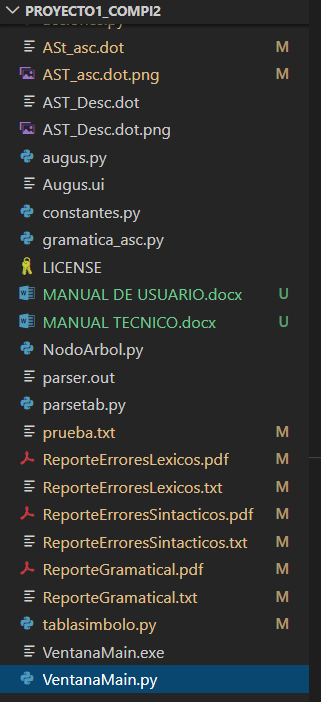 PROYECTO1_COMPI2
ASt_asc.dot M
AST_asc.dot.png M
AST_Desc.dot
AST_Desc.dot.png
augus.py
Augus.ui
constantes.py
gramatica_asc.py
LICENSE
MANUAL DE USUARIO.docx U
MANUAL TECNICO.docx U
NodoArbol.py
parser.out
parsetab.py
prueba.txt M
ReporteErroresLexicos.pdf M
ReporteErroresLexicos.txt M
ReporteErroresSintacticos.pdf M
ReporteErroresSintacticos.txt M
ReporteGramatical.pdf M
ReporteGramatical.txt M
tablasimbolo.py M
VentanaMain.exe
VentanaMain.py